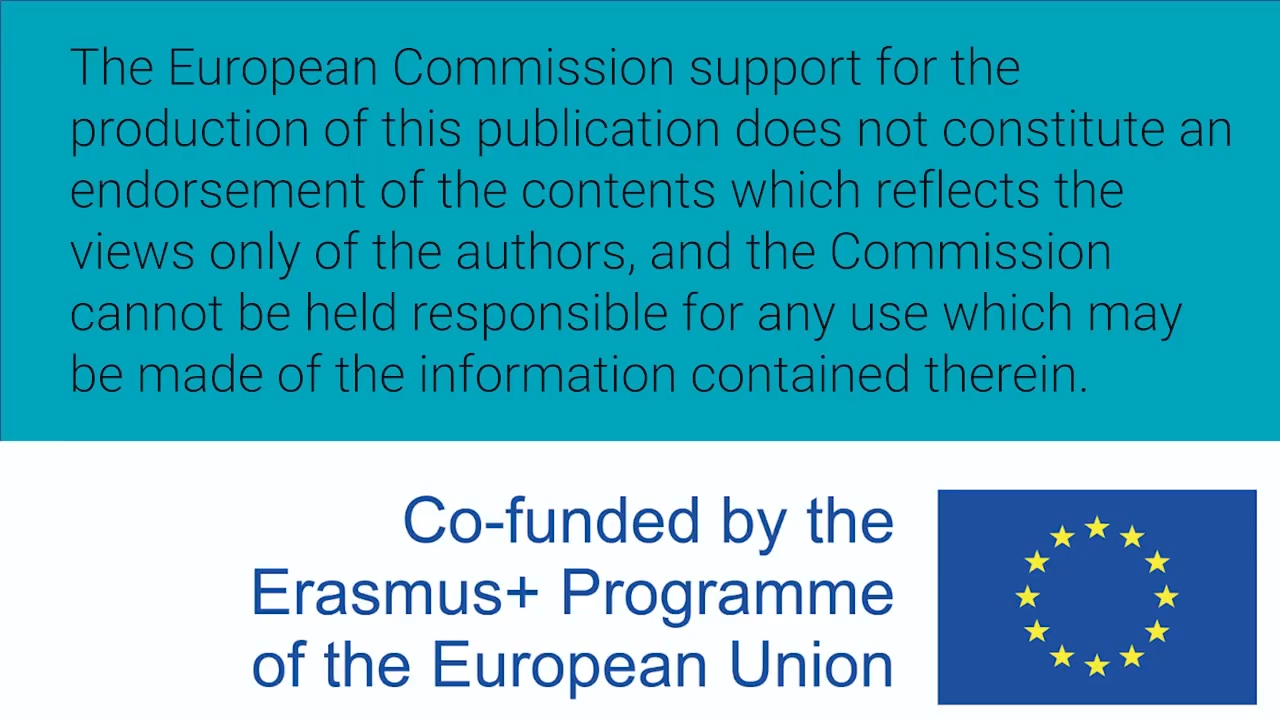 The European Commission support for the
production of this publication does not constitute an
endorsement of the contents which reflects the
views only of the authors, and the Commission
cannot be held responsible for any use which may
be made of the information contained therein.
Co-funded by the
Erasmus+ Programme
of the European Union